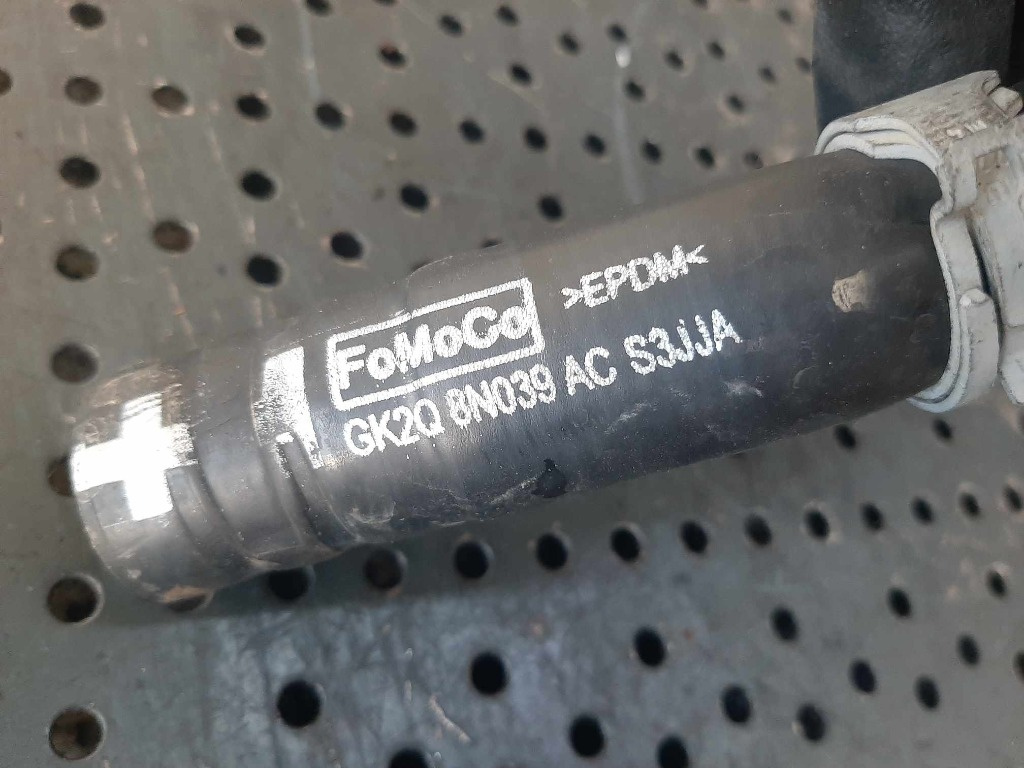 FoMoCo >EPDM<
GK2Q 8N039 AC S3JJA